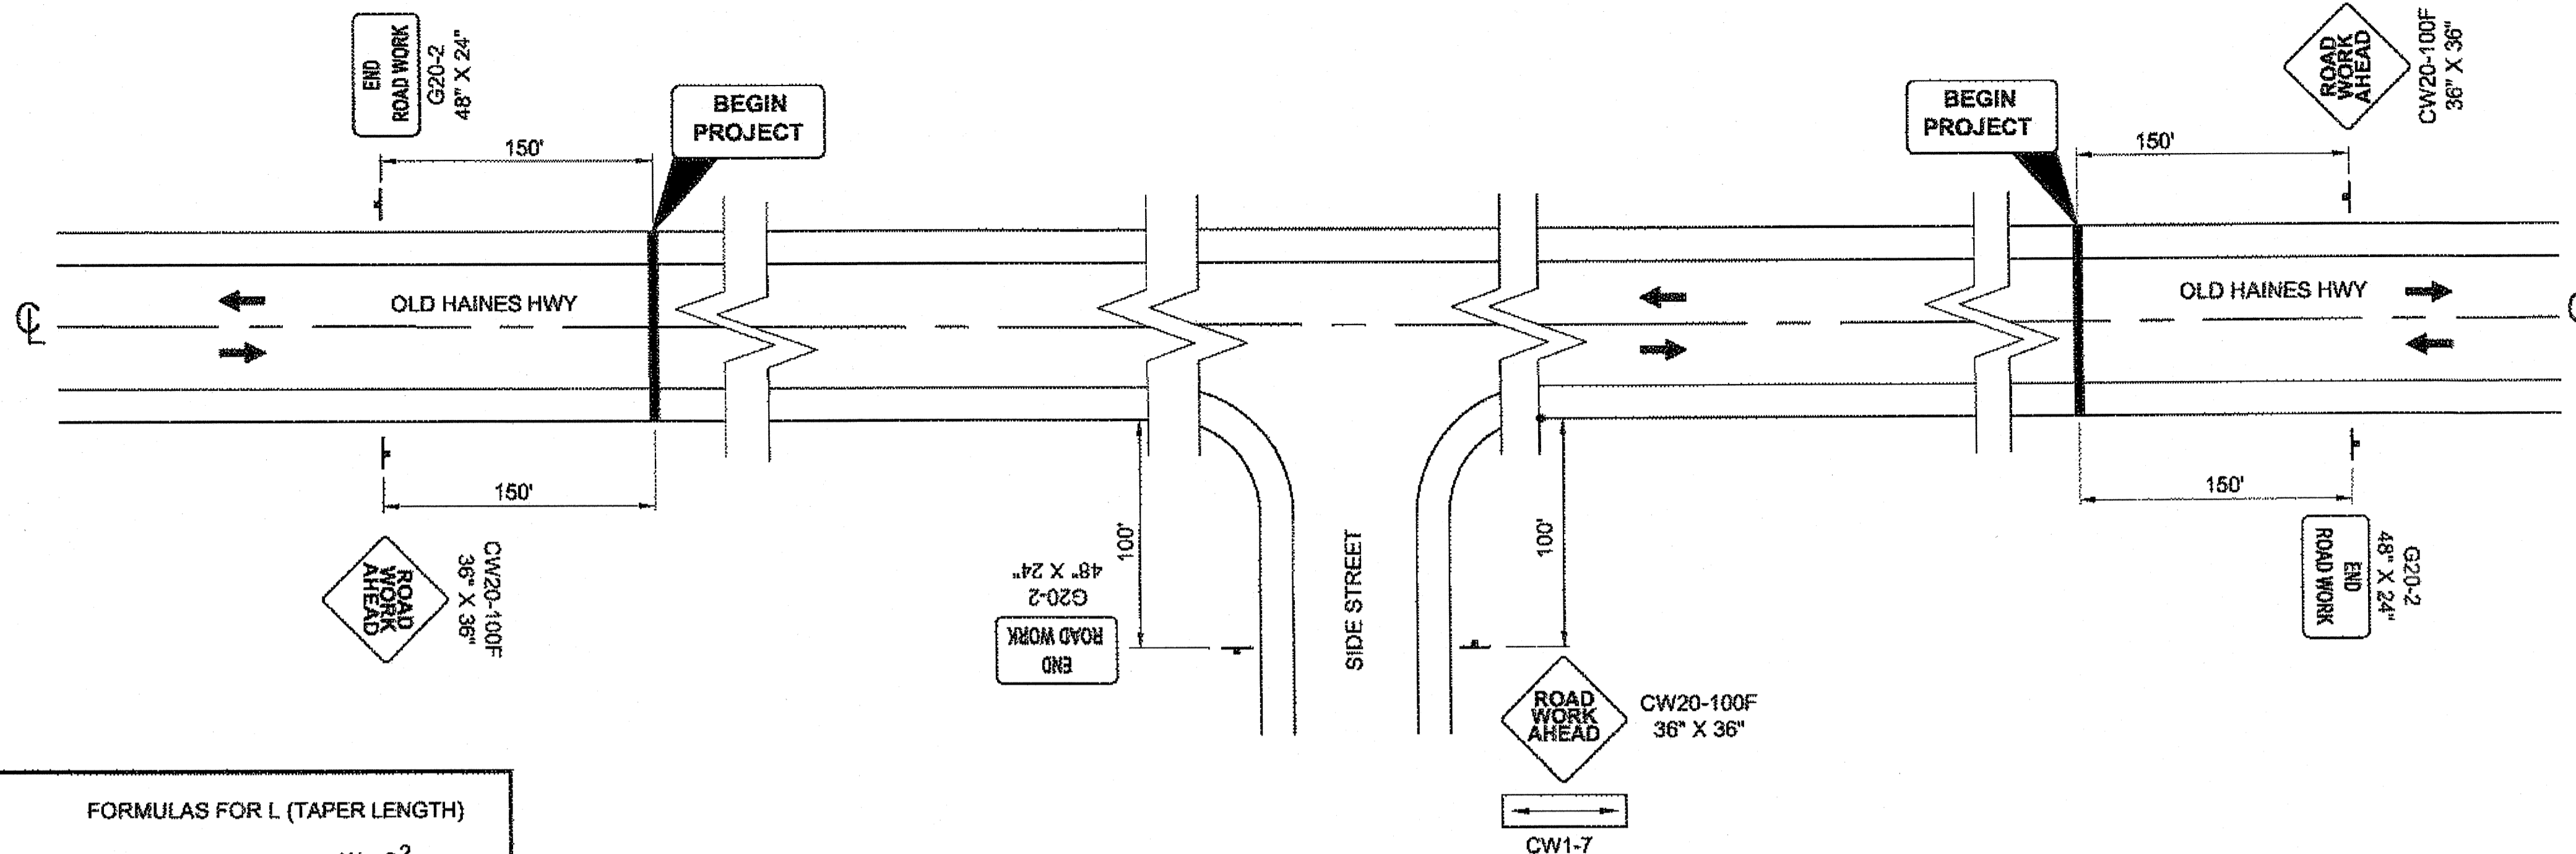 END
ROAD WORK
G20-2
48" X 24"
150'
BEGIN
PROJECT
BEGIN
PROJECT
150'
ROAD
WORK
AHEAD
CW20-100F
36" X 36"
OLD HAINES HWY
OLD HAINES HWY
150'
ROAD
WORK
AHEAD
CW20-100F
36" X 36"
100'
48" X 24"
G20-2
ROAD WORK
END
SIDE STREET
100'
ROAD
WORK
AHEAD
CW20-100F
36" X 36"
CW1-7
150'
END
ROAD WORK
G20-2
48" X 24"
FORMULAS FOR L (TAPER LENGTH)